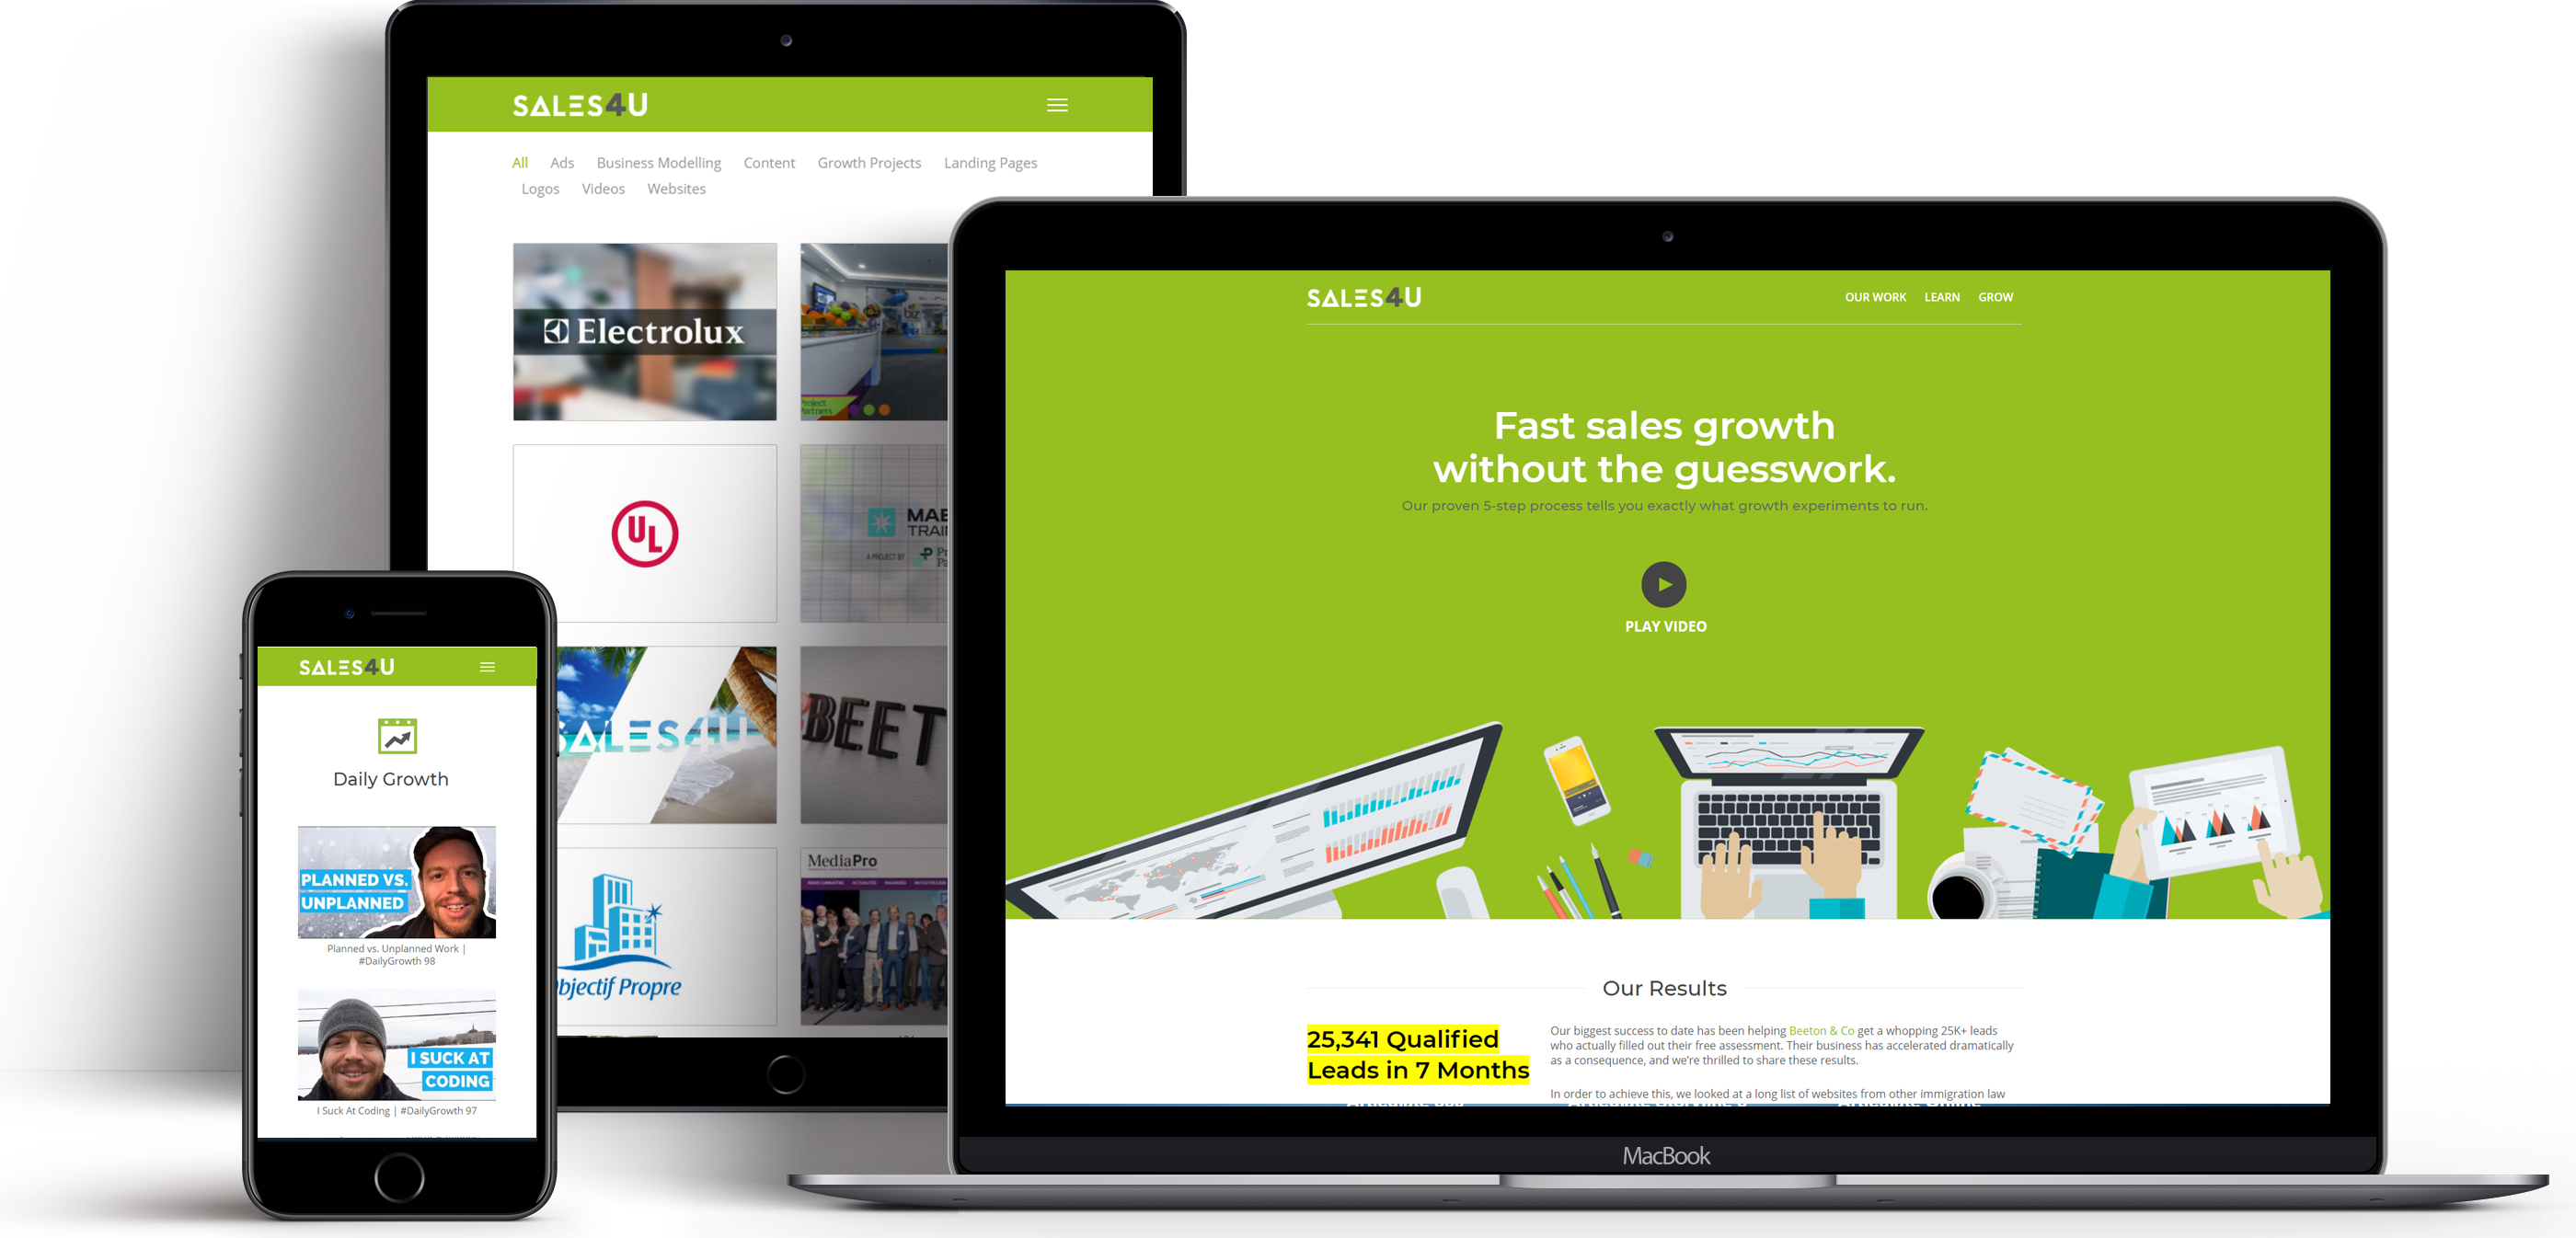 SALES4U
All Ads Business Modelling Content Growth Projects Landing Pages
Logos Videos Websites
Electrolux
biz
Project
Partners
UL
A PROJECT BY
SALES4U
BEET
MediaPro
bjectif Propre
SALES4U
Daily Growth
PLANNED VS.
UNPLANNED
Planned vs. Unplanned Work |
#DailyGrowth 98
I SUCK AT
CODING
I Suck At Coding | #DailyGrowth 97
SALES4U
OUR WORK LEARN GROW
Fast sales growth
without the guesswork.
Our proven 5-step process tells you exactly what growth experiments to run.
PLAY VIDEO
Our Results
25,341 Qualified
Leads in 7 Months
Our biggest success to date has been helping Beeton & Co get a whopping 25K+ leads
who actually filled out their free assessment. Their business has accelerated dramatically
as a consequence, and we're thrilled to share these results.
In order to achieve this, we looked at a long list of websites from other immigration law
MacBook